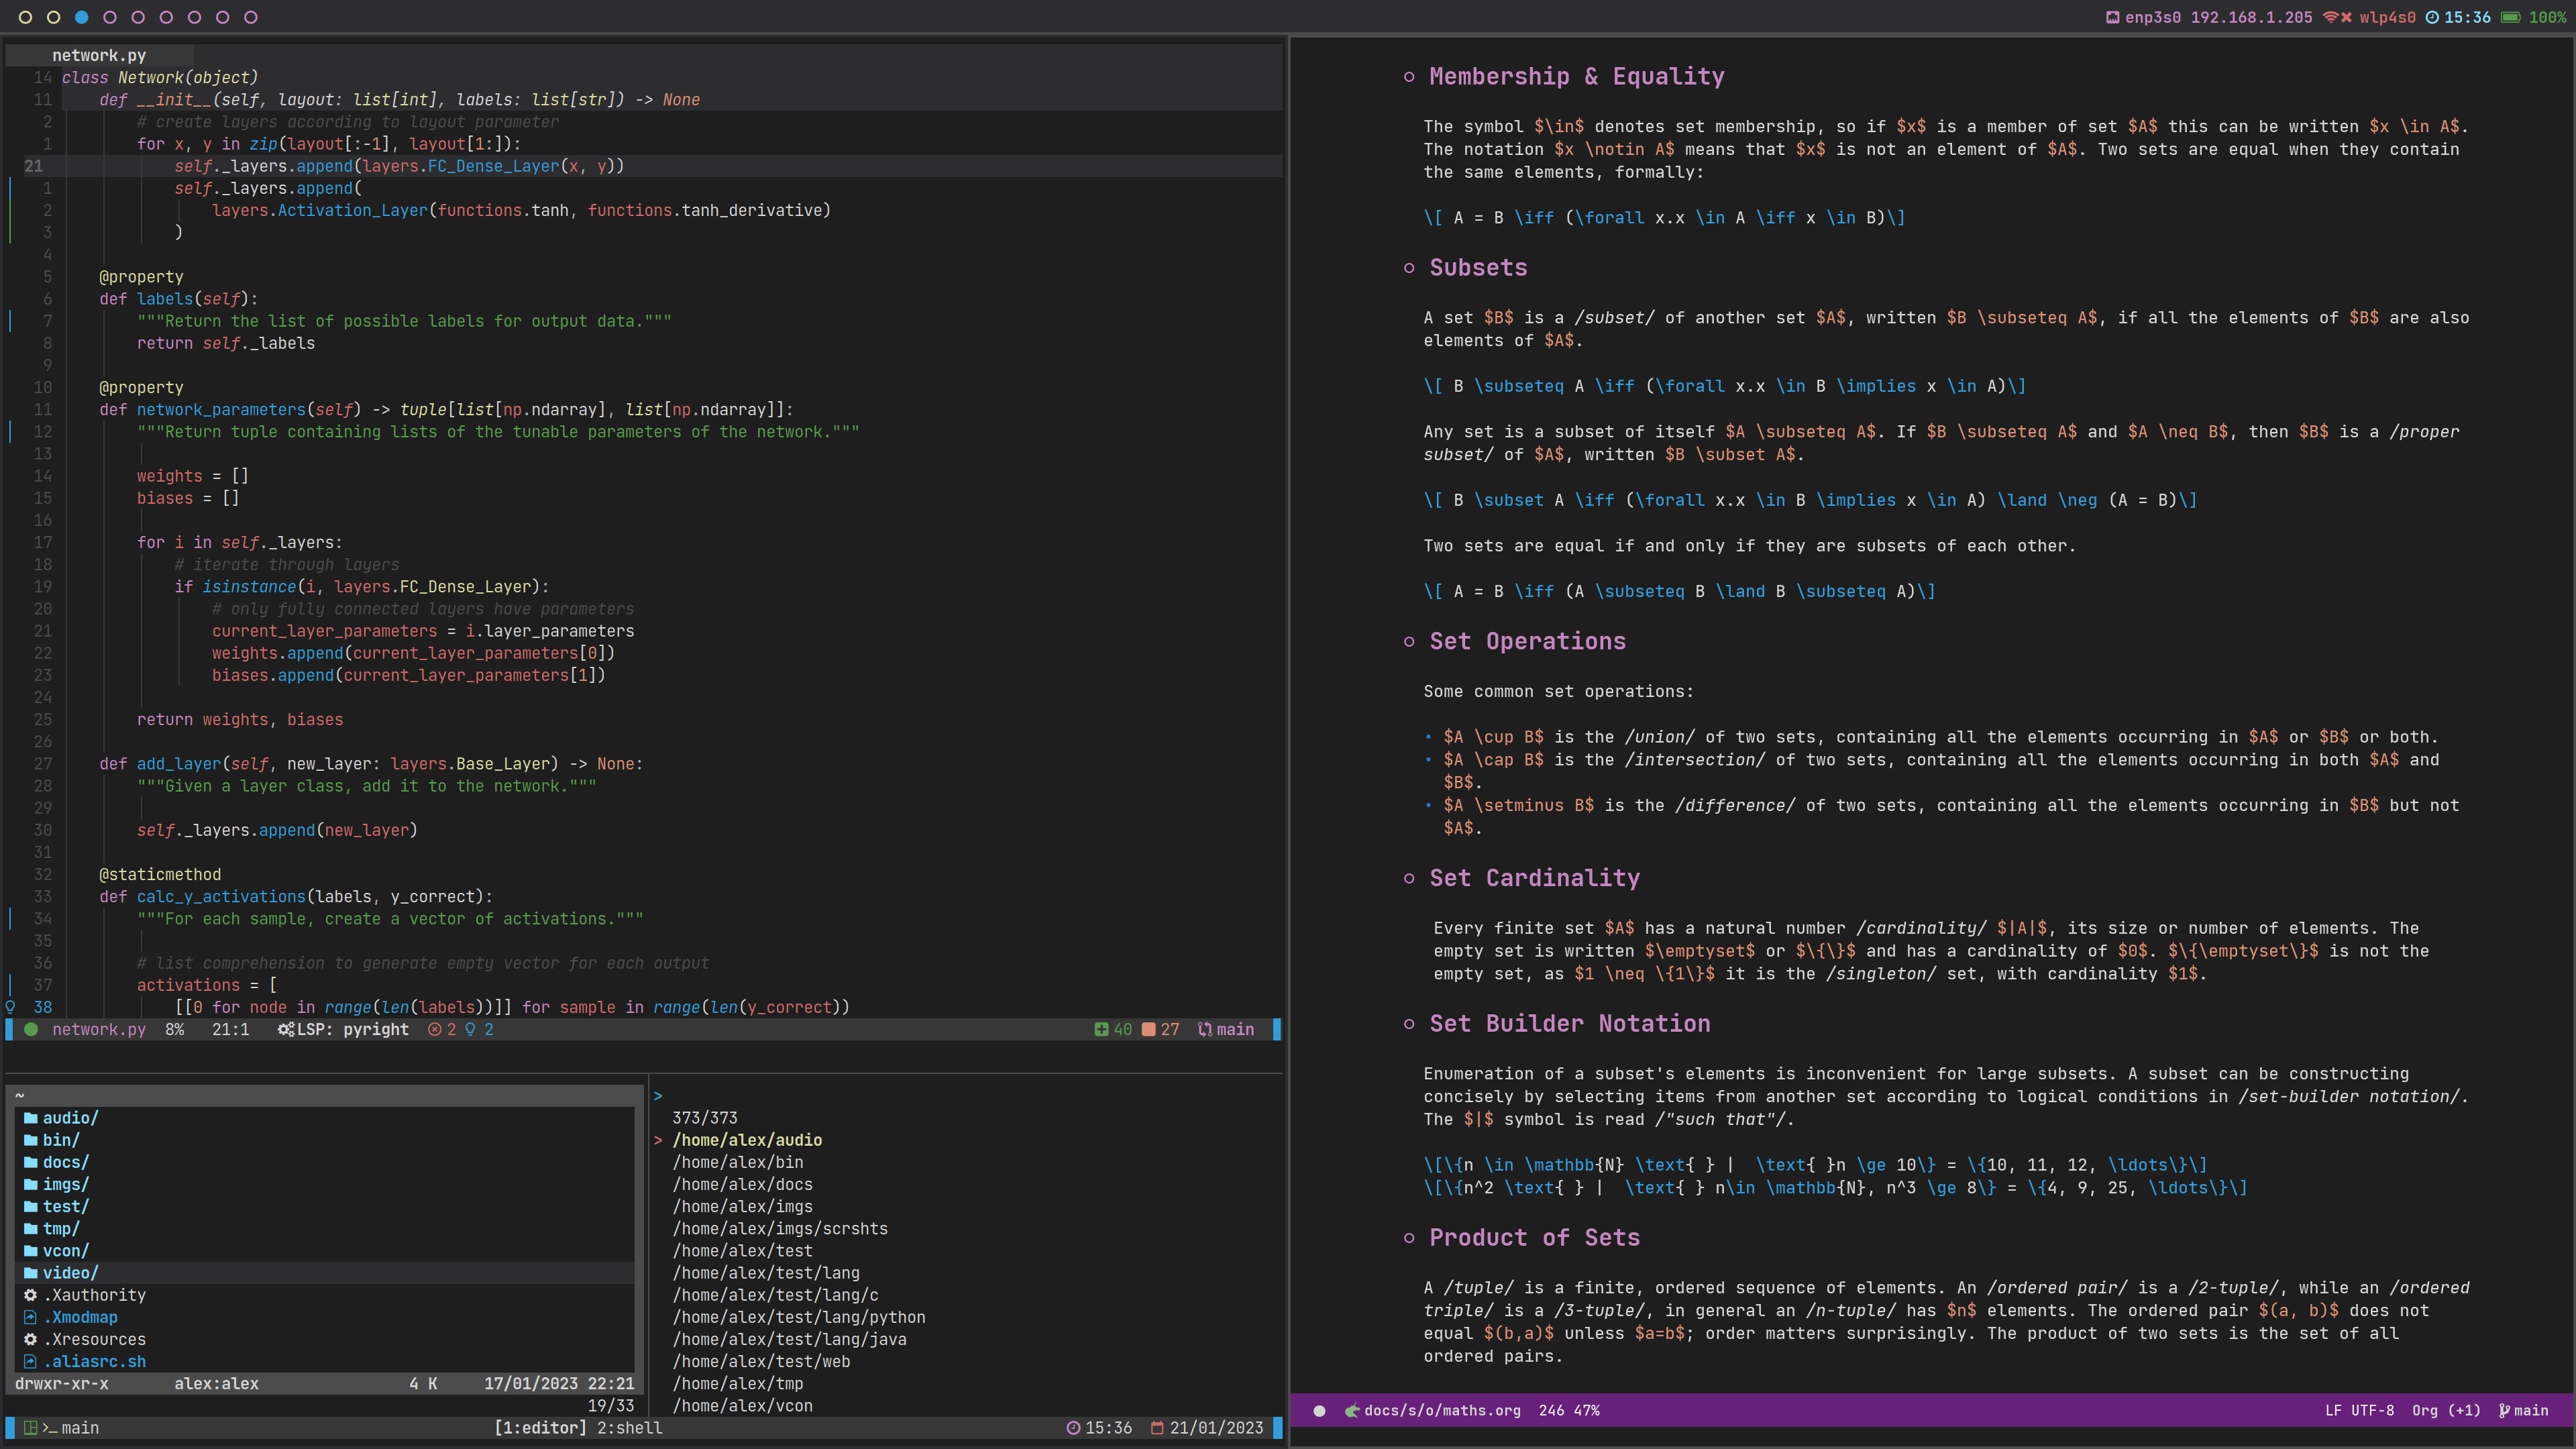 enp3s0 192.168.1.205 wlp4s0 15:36 100%
network.py
14 class Network(object)
11 def __init__(self, layout: list[int], labels: list[str]) -> None
2 # create layers according to layout parameter
1 for x, y in zip(layout[:-1], layout[1:]):
21 self._layers.append(layers.FC_Dense_Layer(x, y))
1 self._layers.append(
2 layers.Activation_Layer(functions.tanh, functions.tanh_derivative)
3 )
4
5 @property
6 def labels(self):
7 """Return the list of possible labels for output data."""
8 return self._labels
9
10 @property
11 def network_parameters(self) -> tuple[list[np.ndarray], list[np.ndarray]]:
12 """Return tuple containing lists of the tunable parameters of the network."""
13
14 weights = []
15 biases = []
16
17 for i in self._layers:
18 # iterate through layers
19 if isinstance(i, layers.FC_Dense_Layer):
20 # only fully connected layers have parameters
21 current_layer_parameters = i.layer_parameters
22 weights.append(current_layer_parameters[0])
23 biases.append(current_layer_parameters[1])
24
25 return weights, biases
26
27 def add_layer(self, new_layer: layers.Base_Layer) -> None:
28 """Given a layer class, add it to the network."""
29
30 self._layers.append(new_layer)
31
32 @staticmethod
33 def calc_y_activations(labels, y_correct):
34 """For each sample, create a vector of activations."""
35
36 # list comprehension to generate empty vector for each output
37 activations = [
38 [[0 for node in range(len(labels))]] for sample in range(len(y_correct))
network.py 8% 21:1 LSP: pyright 2 2 40 27 main
~
audio/
bin/
docs/
imgs/
test/
tmp/
vcon/
video/
.Xauthority
.Xmodmap
.Xresources
.aliasrc.sh
drwxr-xr-x alex:alex 4 K 17/01/2023 22:21
19/33
>
373/373
> /home/alex/audio
/home/alex/bin
/home/alex/docs
/home/alex/imgs
/home/alex/imgs/scrshts
/home/alex/test
/home/alex/test/lang
/home/alex/test/lang/c
/home/alex/test/lang/python
/home/alex/test/lang/java
/home/alex/test/web
/home/alex/tmp
/home/alex/vcon
main [1:editor] 2:shell 15:36 21/01/2023
Membership & Equality
The symbol $\in$ denotes set membership, so if $x$ is a member of set $A$ this can be written $x \in A$.
The notation $x \notin A$ means that $x$ is not an element of $A$. Two sets are equal when they contain
the same elements, formally:
\[ A = B \iff (\forall x.x \in A \iff x \in B)\]
Subsets
A set $B$ is a /subset/ of another set $A$, written $B \subseteq A$, if all the elements of $B$ are also
elements of $A$.
\[ B \subseteq A \iff (\forall x.x \in B \implies x \in A)\]
Any set is a subset of itself $A \subseteq A$. If $B \subseteq A$ and $A \neq B$, then $B$ is a /proper
subset/ of $A$, written $B \subset A$.
\[ B \subset A \iff (\forall x.x \in B \implies x \in A) \land \neg (A = B)\]
Two sets are equal if and only if they are subsets of each other.
\[ A = B \iff (A \subseteq B \land B \subseteq A)\]
Set Operations
Some common set operations:
• $A \cup B$ is the /union/ of two sets, containing all the elements occurring in $A$ or $B$ or both.
• $A \cap B$ is the /intersection/ of two sets, containing all the elements occurring in both $A$ and
$B$.
• $A \setminus B$ is the /difference/ of two sets, containing all the elements occurring in $B$ but not
$A$.
Set Cardinality
Every finite set $A$ has a natural number /cardinality/ $|A|$, its size or number of elements. The
empty set is written $\emptyset$ or $\{\}$ and has a cardinality of $0$. $\{\emptyset\}$ is not the
empty set, as $1 \neq \{1\}$ it is the /singleton/ set, with cardinality $1$.
Set Builder Notation
Enumeration of a subset's elements is inconvenient for large subsets. A subset can be constructing
concisely by selecting items from another set according to logical conditions in /set-builder notation/.
The $|$ symbol is read /"such that"/.
\[\{n \in \mathbb{N} \text{ } |  \text{ }n \ge 10\} = \{10, 11, 12, \ldots\}\]
\[\{n^2 \text{ } |  \text{ } n\in \mathbb{N}, n^3 \ge 8\} = \{4, 9, 25, \ldots\}\]
Product of Sets
A /tuple/ is a finite, ordered sequence of elements. An /ordered pair/ is a /2-tuple/, while an /ordered
triple/ is a /3-tuple/, in general an /n-tuple/ has $n$ elements. The ordered pair $(a, b)$ does not
equal $(b,a)$ unless $a=b$; order matters surprisingly. The product of two sets is the set of all
ordered pairs.
docs/s/o/maths.org 246 47% LF UTF-8 Org (+1) main